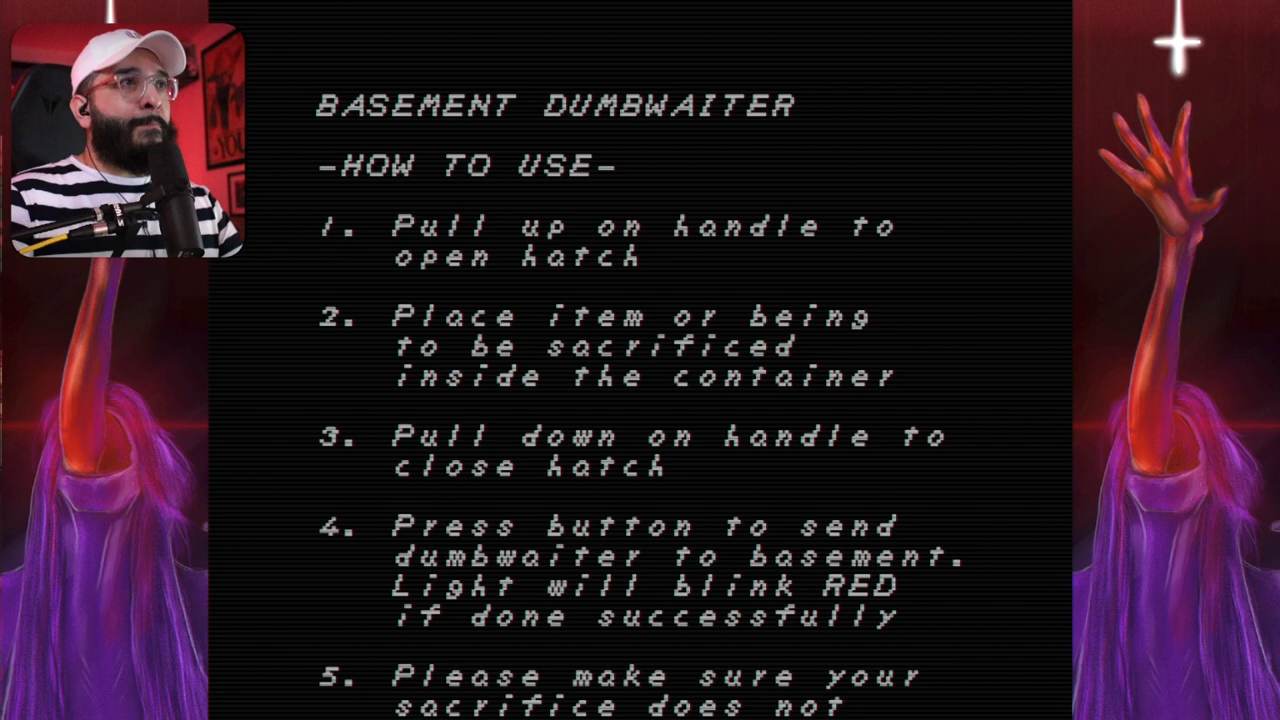 BASEMENT DUMBWAITER
-HOW TO USE-
1. Pull up on handle to
open hatch
2. Place item or being
to be sacrificed
inside the container
3. Pull down on handle to
close hatch
4. Press button to send
dumbwaiter to basement.
Light will blink RED
if done successfully
5. Please make sure your
sacrifice does not